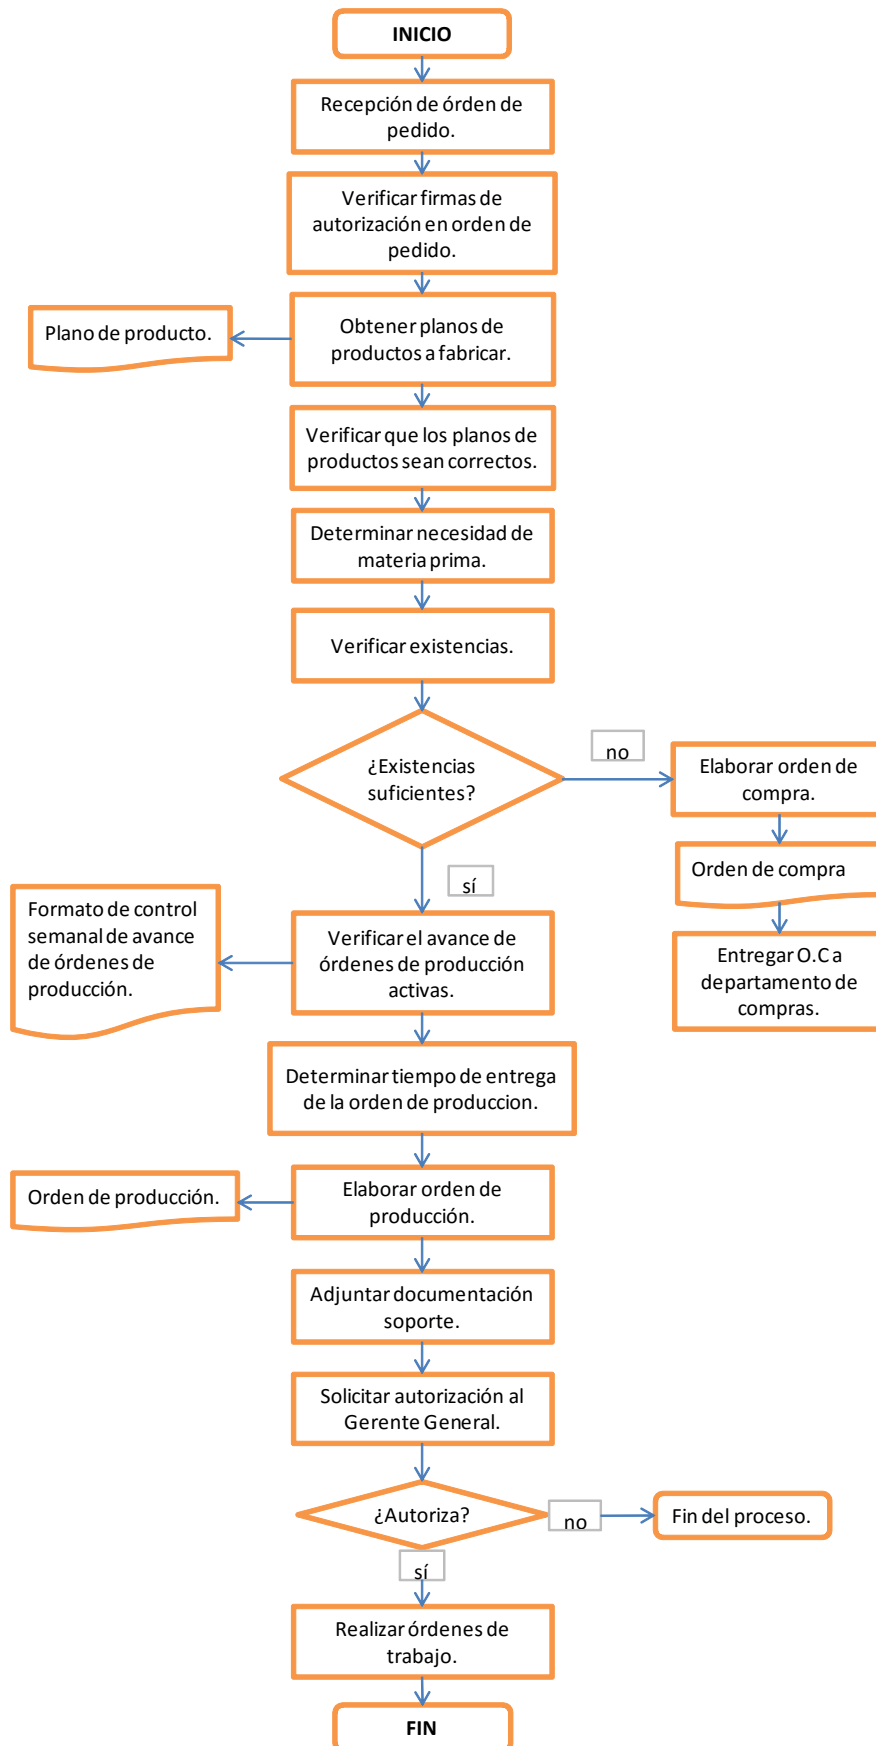 INICIO
Recepción de órden de
pedido.
Verificar firmas de
autorización en orden de
pedido.
Plano de producto.
Obtener planos de
productos a fabricar.
Verificar que los planos de
productos sean correctos.
Determinar necesidad de
materia prima.
Verificar existencias.
¿Existencias
suficientes?
no
Elaborar orden de
compra.
Orden de compra
Entregar O.C a
departamento de
compras.
sí
Formato de control
semanal de avance
de órdenes de
producción.
Verificar el avance de
órdenes de producción
activas.
Determinar tiempo de entrega
de la orden de produccion.
Orden de producción.
Elaborar orden de
producción.
Adjuntar documentación
soporte.
Solicitar autorización al
Gerente General.
¿Autoriza?
no
Fin del proceso.
sí
Realizar órdenes de
trabajo.
FIN